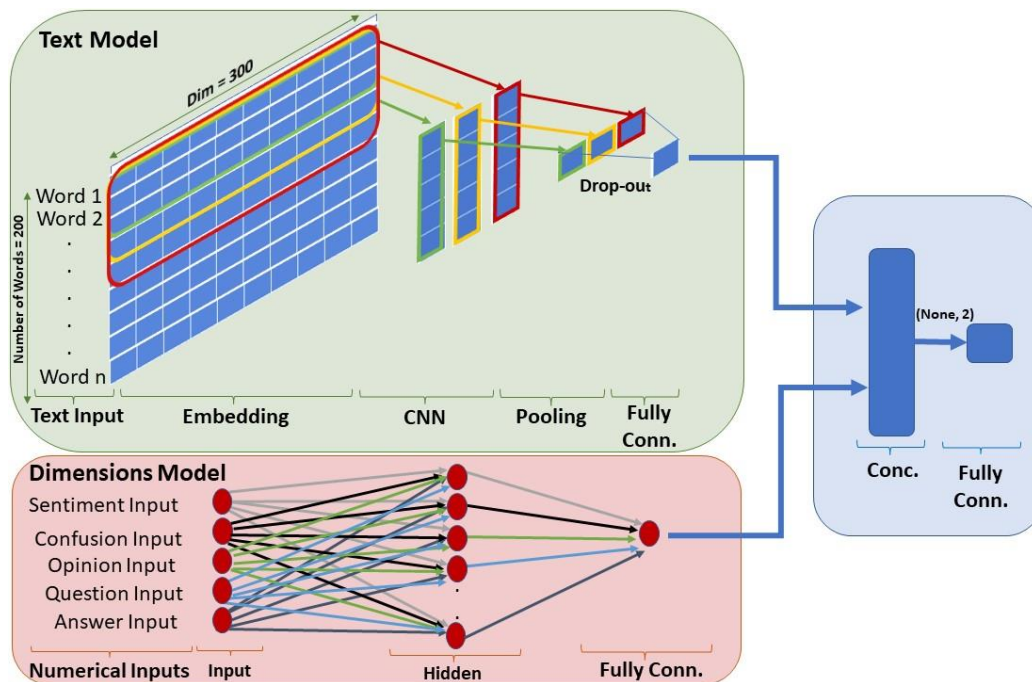 Text Model
Dim = 300
Number of Words = 200
Word 1
Word 2
.
.
.
.
.
.
Word n
Drop-out
Text Input
Embedding
CNN
Pooling
Fully
Conn.
(None, 2)
Conc.
Fully
Conn.
Dimensions Model
Sentiment Input
Confusion Input
Opinion Input
Question Input
Answer Input
.
.
Numerical Inputs
Input
Hidden
Fully Conn.